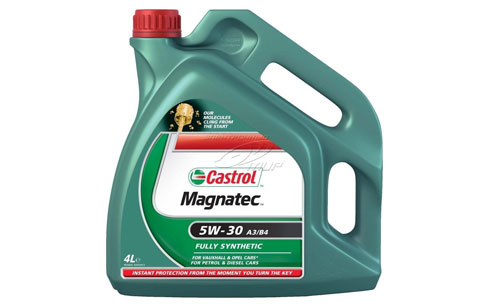 OUR
MOLECULES
CLING FROM
THE START
Castrol
Magnatec
5W-30 A3/B4
FULLY SYNTHETIC
4L℮
FOR VAUXHALL & OPEL CARS*
FOR PETROL & DIESEL CARS
INSTANT PROTECTION FROM THE MOMENT YOU TURN THE KEY